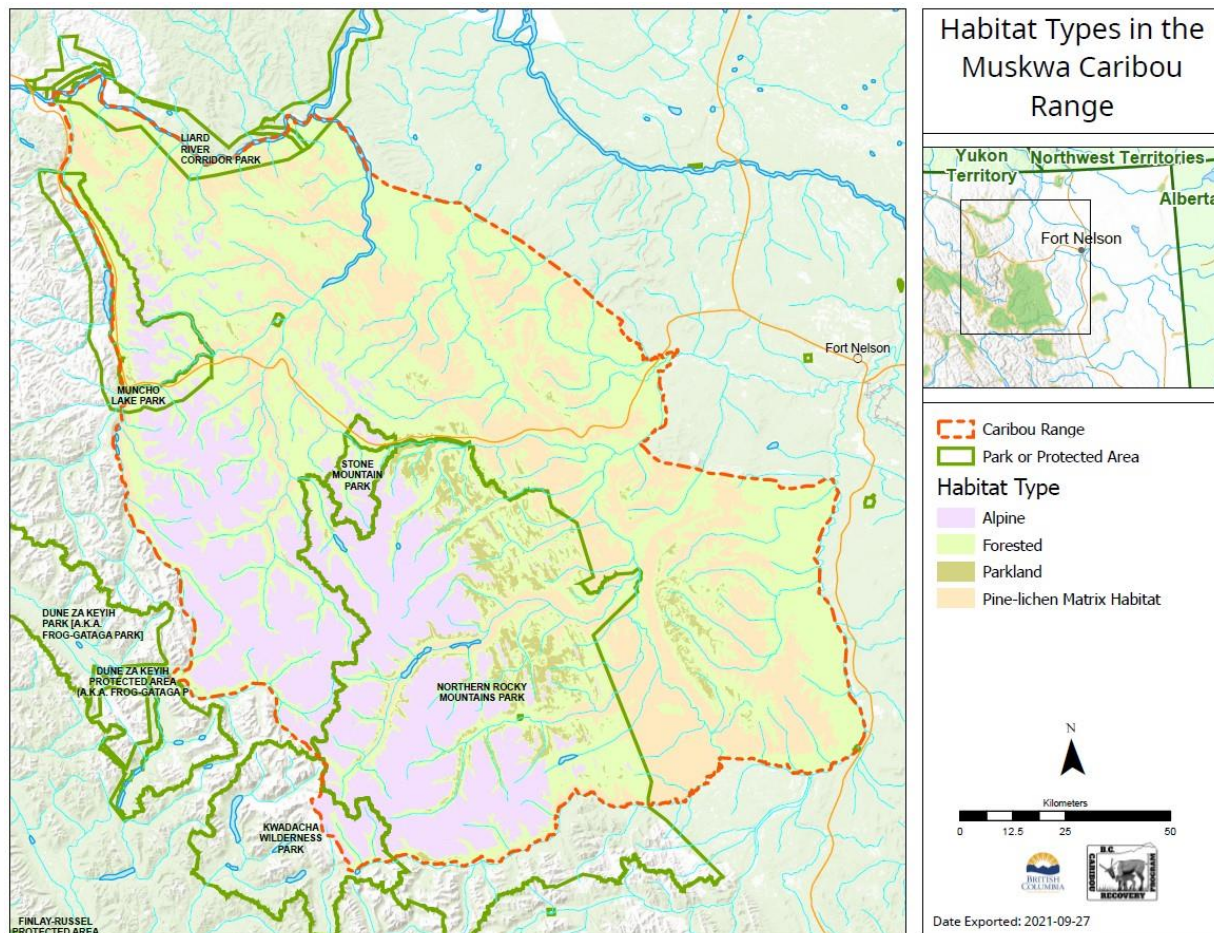 Habitat Types in the
Muskwa Caribou
Range
LIARD
RIVER
CORRIDOR PARK
MUNCHO
LAKE PARK
Fort Nelson
STONE
MOUNTAIN
PARK
DUNE ZA KEYIH
PARK [A.K.A.
FROG-GATAGA PARK]
DUNE ZA KEYIH
PROTECTED AREA
(A.K.A. FROG-GATAGA P
NORTHERN ROCKY
MOUNTAINS PARK
KWADACHA
WILDERNESS
PARK
FINLAY-RUSSEL
PROTECTED AREA
Yukon
Territory
Northwest Territories
Alberta
Fort Nelson
Caribou Range
Park or Protected Area
Habitat Type
Alpine
Forested
Parkland
Pine-lichen Matrix Habitat
N
Kilometers
0 12.5 25 50
BRITISH
COLUMBIA
B.C.
CARIBOU
RECOVERY
PROGRAM
Date Exported: 2021-09-27